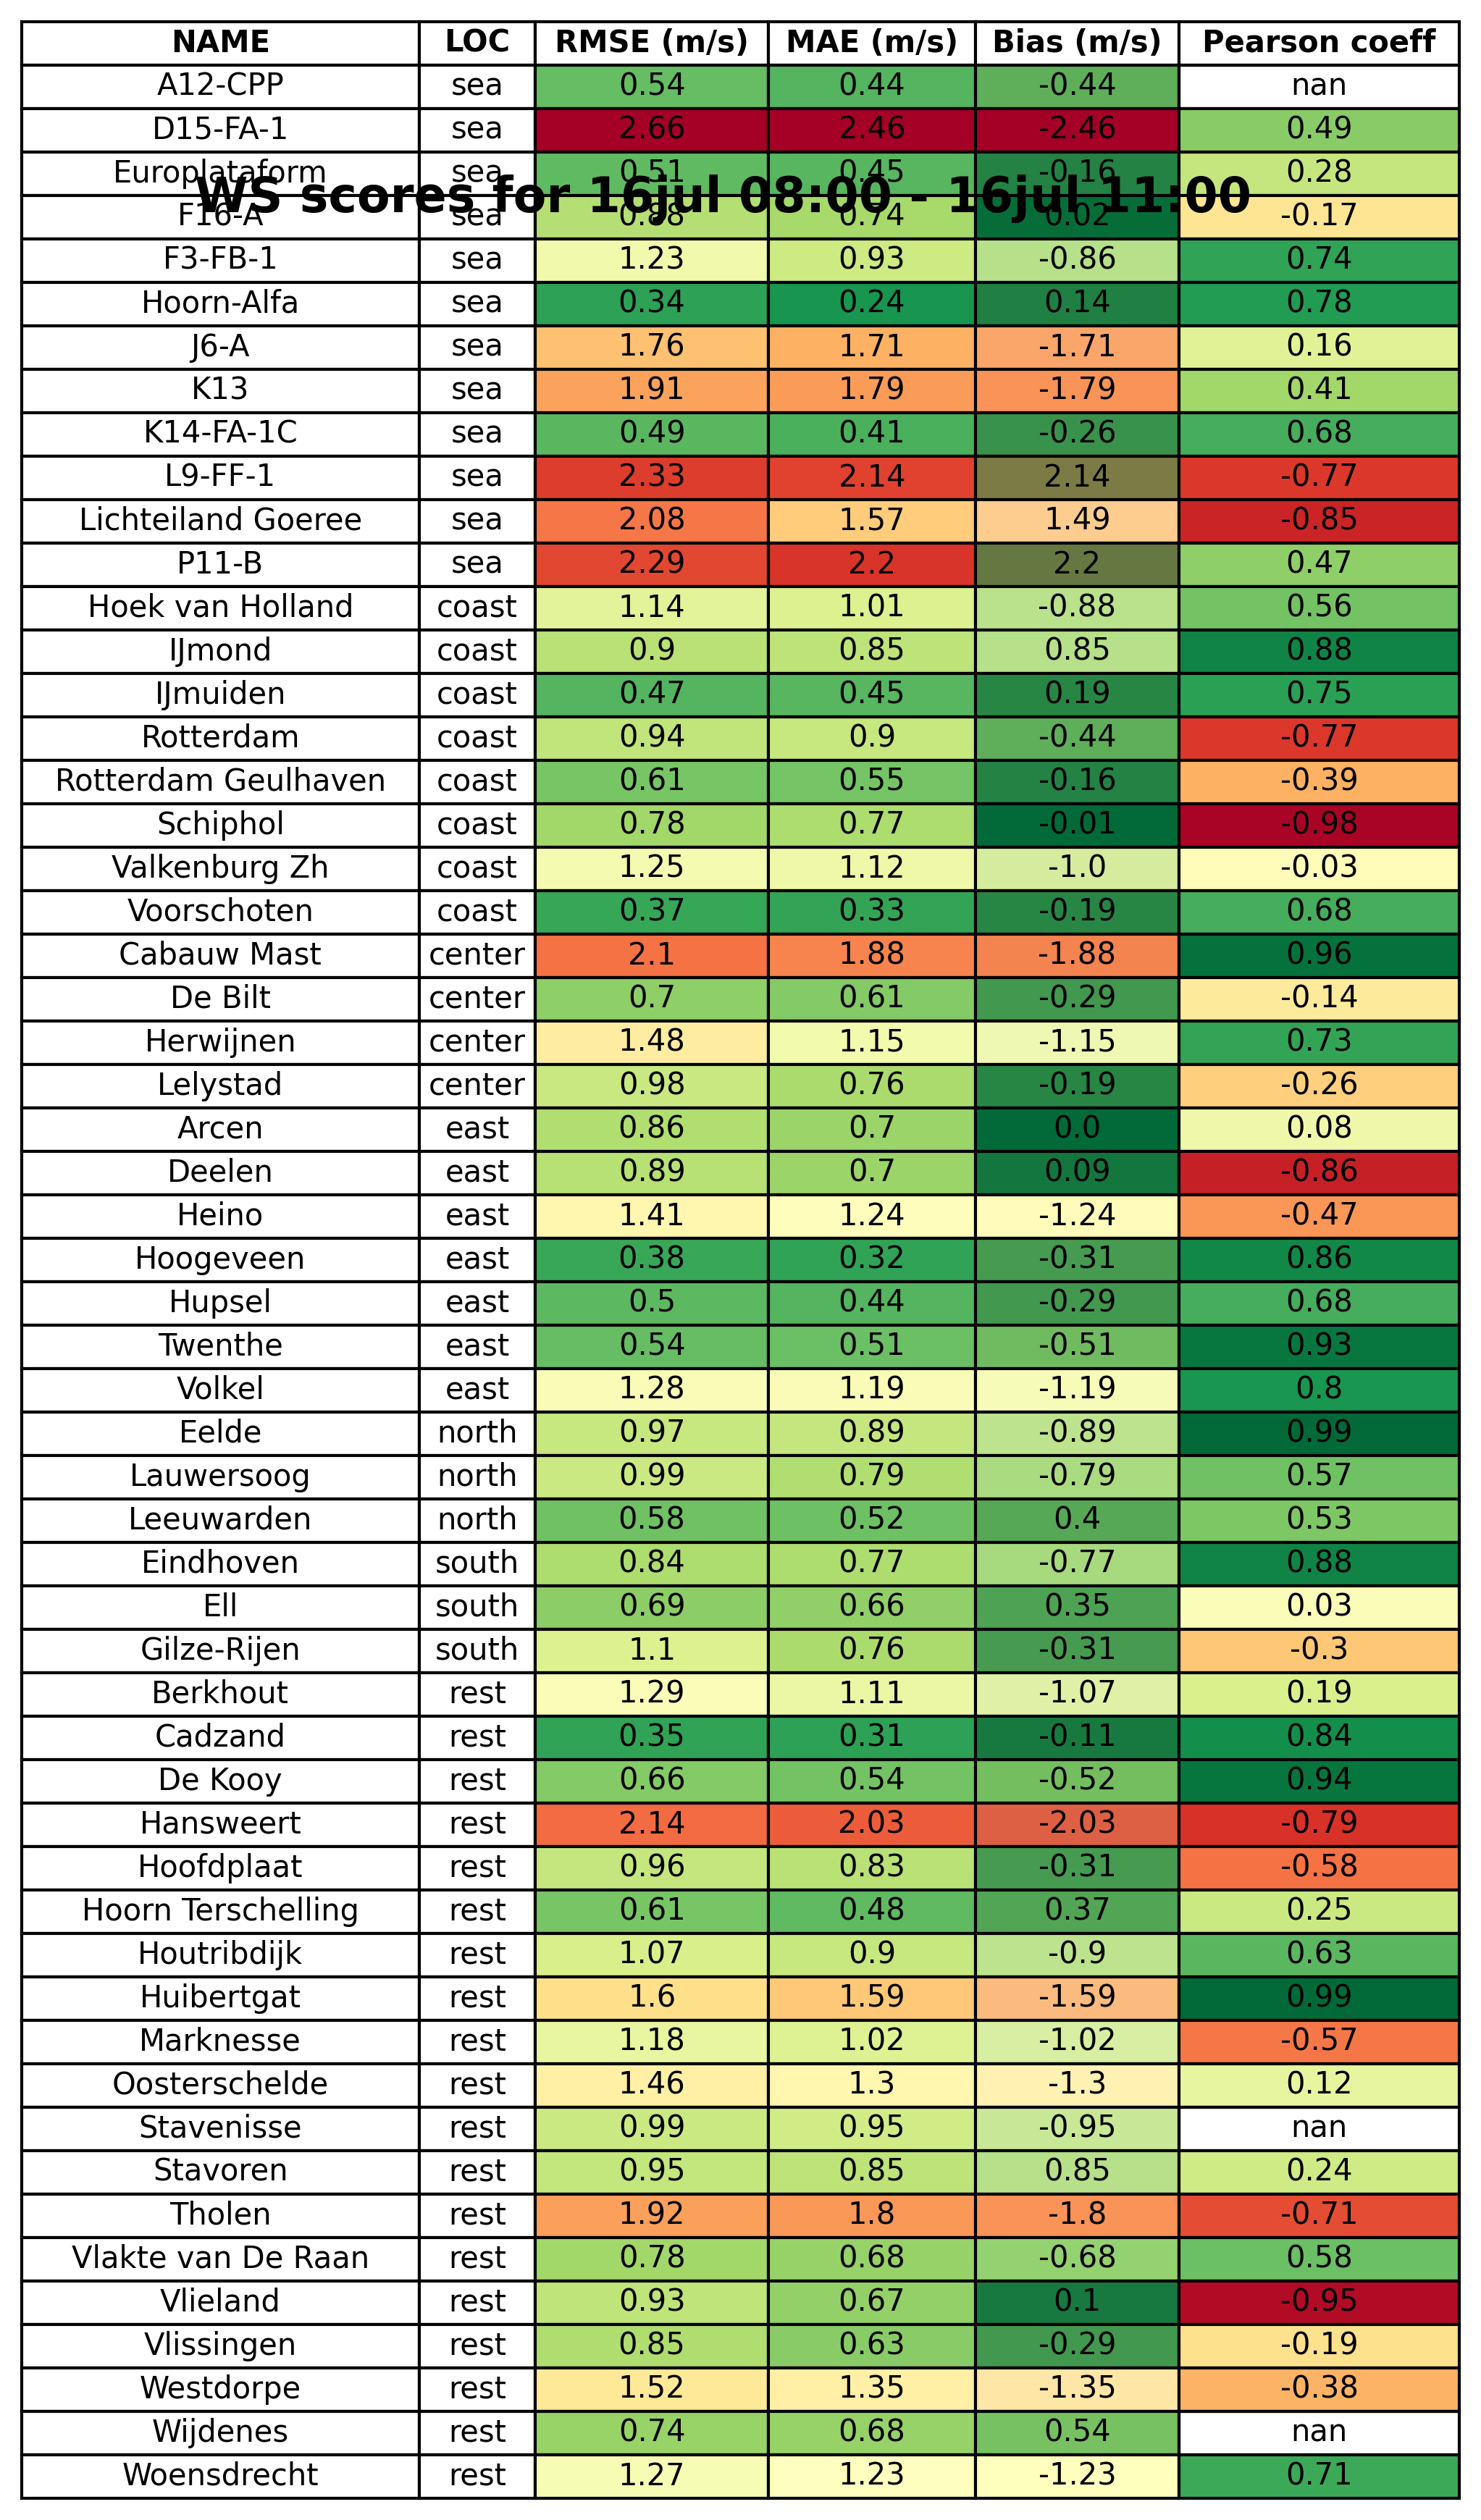 NAME LOC RMSE (m/s) MAE (m/s) Bias (m/s) Pearson coeff
A12-CPP sea 0.54 0.44 -0.44 nan
D15-FA-1 sea 2.66 2.46 -2.46 0.49
Europlataform sea 0.51 0.45 -0.16 0.28
WS scores for 16jul 08:00 - 16jul 11:00
F16-A sea 0.88 0.74 0.02 -0.17
F3-FB-1 sea 1.23 0.93 -0.86 0.74
Hoorn-Alfa sea 0.34 0.24 0.14 0.78
J6-A sea 1.76 1.71 -1.71 0.16
K13 sea 1.91 1.79 -1.79 0.41
K14-FA-1C sea 0.49 0.41 -0.26 0.68
L9-FF-1 sea 2.33 2.14 2.14 -0.77
Lichteiland Goeree sea 2.08 1.57 1.49 -0.85
P11-B sea 2.29 2.2 2.2 0.47
Hoek van Holland coast 1.14 1.01 -0.88 0.56
IJmond coast 0.9 0.85 0.85 0.88
IJmuiden coast 0.47 0.45 0.19 0.75
Rotterdam coast 0.94 0.9 -0.44 -0.77
Rotterdam Geulhaven coast 0.61 0.55 -0.16 -0.39
Schiphol coast 0.78 0.77 -0.01 -0.98
Valkenburg Zh coast 1.25 1.12 -1.0 -0.03
Voorschoten coast 0.37 0.33 -0.19 0.68
Cabauw Mast center 2.1 1.88 -1.88 0.96
De Bilt center 0.7 0.61 -0.29 -0.14
Herwijnen center 1.48 1.15 -1.15 0.73
Lelystad center 0.98 0.76 -0.19 -0.26
Arcen east 0.86 0.7 0.0 0.08
Deelen east 0.89 0.7 0.09 -0.86
Heino east 1.41 1.24 -1.24 -0.47
Hoogeveen east 0.38 0.32 -0.31 0.86
Hupsel east 0.5 0.44 -0.29 0.68
Twenthe east 0.54 0.51 -0.51 0.93
Volkel east 1.28 1.19 -1.19 0.8
Eelde north 0.97 0.89 -0.89 0.99
Lauwersoog north 0.99 0.79 -0.79 0.57
Leeuwarden north 0.58 0.52 0.4 0.53
Eindhoven south 0.84 0.77 -0.77 0.88
Ell south 0.69 0.66 0.35 0.03
Gilze-Rijen south 1.1 0.76 -0.31 -0.3
Berkhout rest 1.29 1.11 -1.07 0.19
Cadzand rest 0.35 0.31 -0.11 0.84
De Kooy rest 0.66 0.54 -0.52 0.94
Hansweert rest 2.14 2.03 -2.03 -0.79
Hoofdplaat rest 0.96 0.83 -0.31 -0.58
Hoorn Terschelling rest 0.61 0.48 0.37 0.25
Houtribdijk rest 1.07 0.9 -0.9 0.63
Huibertgat rest 1.6 1.59 -1.59 0.99
Marknesse rest 1.18 1.02 -1.02 -0.57
Oosterschelde rest 1.46 1.3 -1.3 0.12
Stavenisse rest 0.99 0.95 -0.95 nan
Stavoren rest 0.95 0.85 0.85 0.24
Tholen rest 1.92 1.8 -1.8 -0.71
Vlakte van De Raan rest 0.78 0.68 -0.68 0.58
Vlieland rest 0.93 0.67 0.1 -0.95
Vlissingen rest 0.85 0.63 -0.29 -0.19
Westdorpe rest 1.52 1.35 -1.35 -0.38
Wijdenes rest 0.74 0.68 0.54 nan
Woensdrecht rest 1.27 1.23 -1.23 0.71